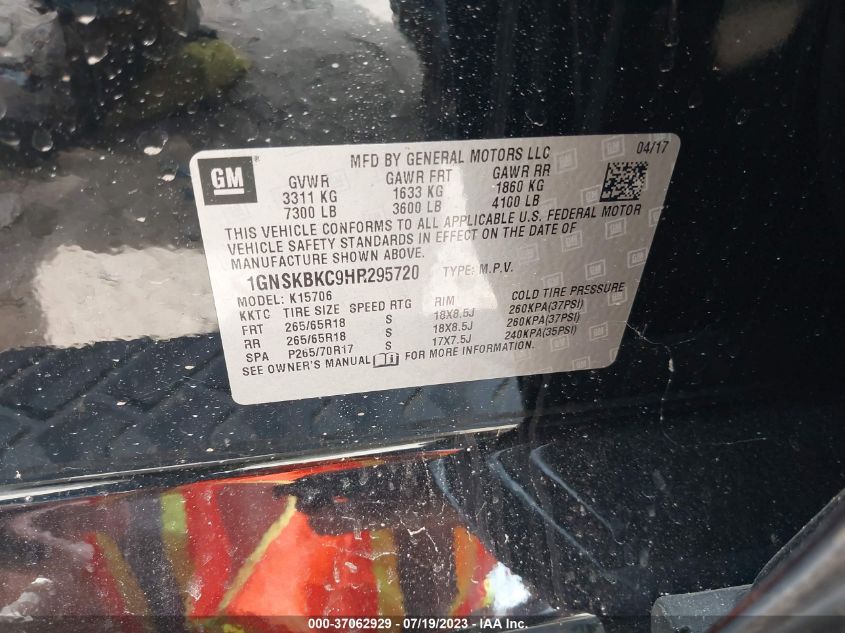 GM
MFD BY GENERAL MOTORS LLC 04/17
GVWR GAWR FRT GAWR RR
3311 KG 1633 KG 1860 KG
7300 LB 3600 LB 4100 LB
THIS VEHICLE CONFORMS TO ALL APPLICABLE U.S. FEDERAL MOTOR
VEHICLE SAFETY STANDARDS IN EFFECT ON THE DATE OF
MANUFACTURE SHOWN ABOVE.
1GNSKBKC9HR295720 TYPE: M.P.V.
MODEL: K15706
KKTC TIRE SIZE SPEED RTG RIM COLD TIRE PRESSURE
FRT 265/65R18 S 18X8.5J 260KPA(37PSI)
RR 265/65R18 S 18X8.5J 260KPA(37PSI)
SPA P265/70R17 S 17X7.5J 240KPA(35PSI)
SEE OWNER'S MANUAL FOR MORE INFORMATION.
000-37062929 - 07/19/2023 - IAA Inc.